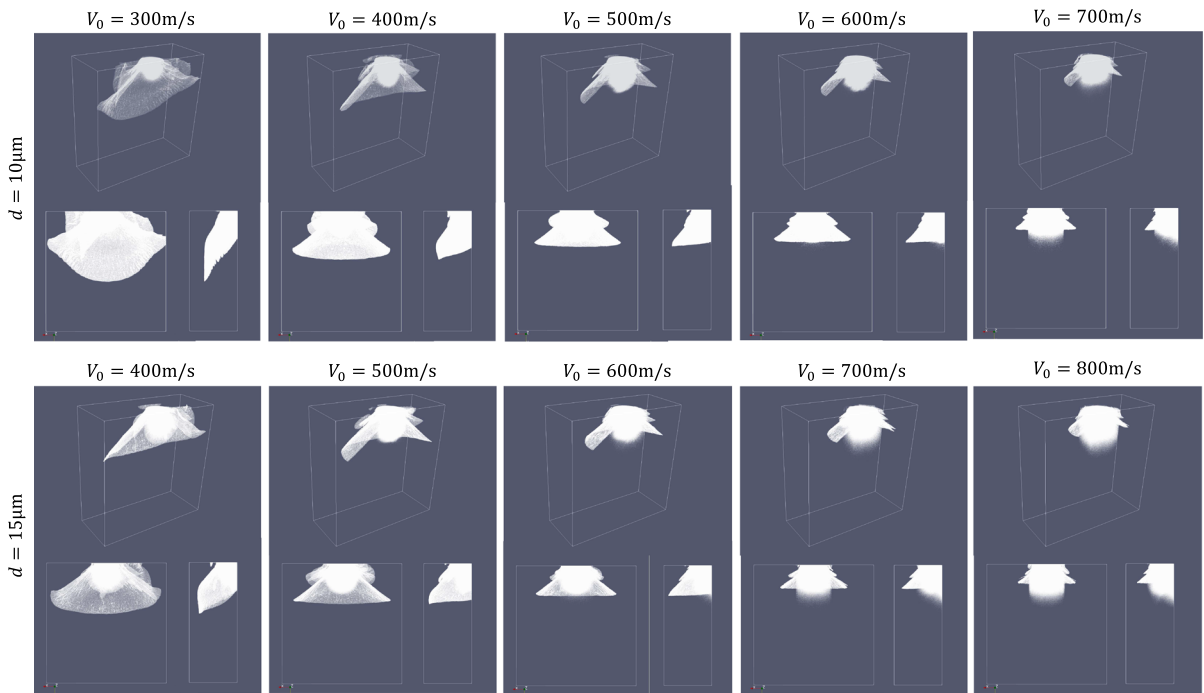 V₀ = 300m/s
V₀ = 400m/s
V₀ = 500m/s
V₀ = 600m/s
V₀ = 700m/s
d = 10μm
V₀ = 400m/s
V₀ = 500m/s
V₀ = 600m/s
V₀ = 700m/s
V₀ = 800m/s
d = 15μm